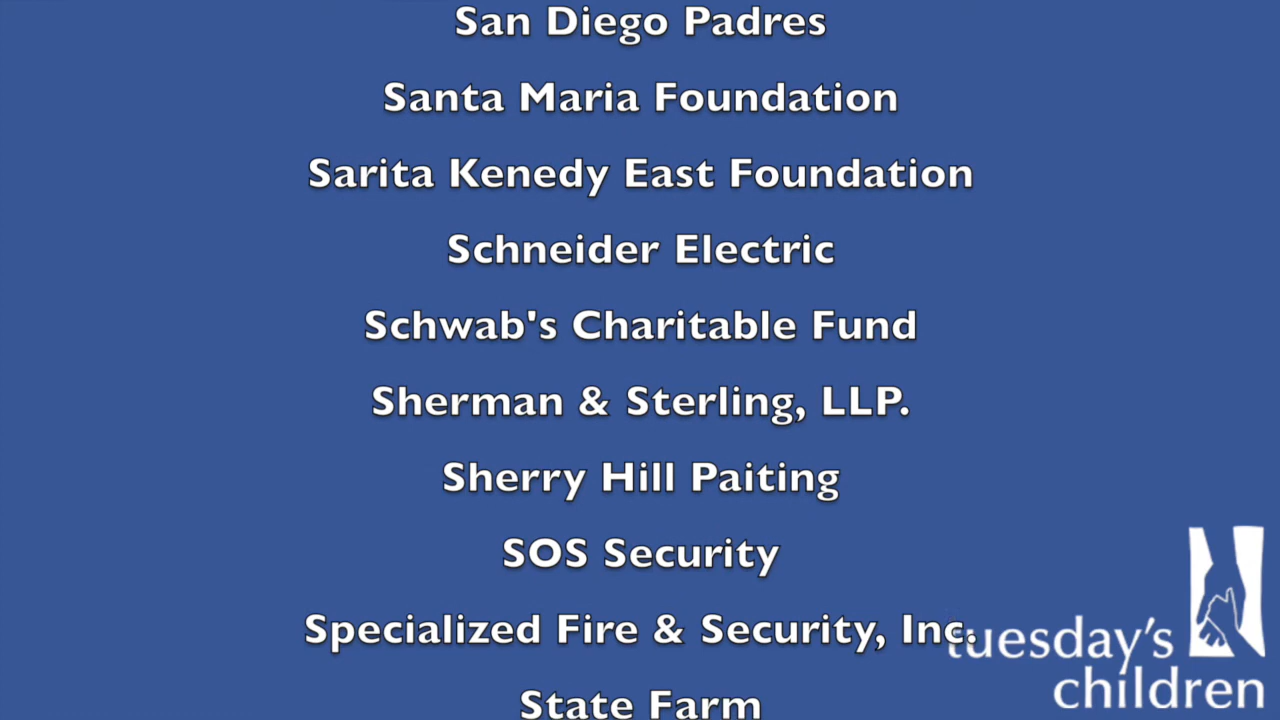 San Diego Padres
Santa Maria Foundation
Sarita Kenedy East Foundation
Schneider Electric
Schwab's Charitable Fund
Sherman & Sterling, LLP.
Sherry Hill Paiting
SOS Security
Specialized Fire & Security, Inc.
State Farm
tuesday's
children